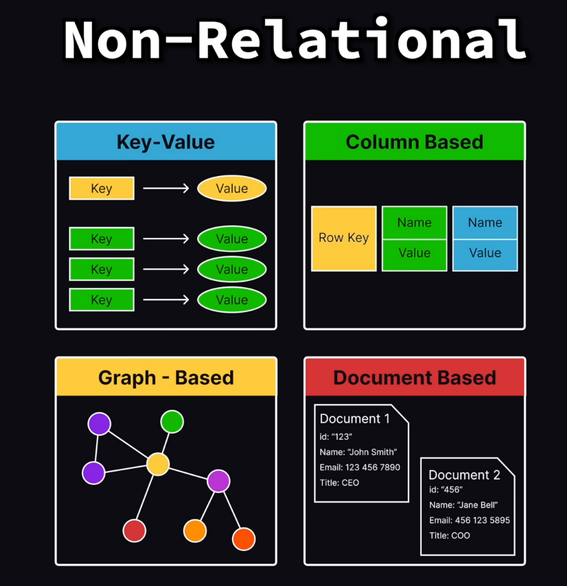 Non-Relational
Key-Value
Key
Value
Key
Value
Key
Value
Key
Value
Column Based
Row Key
Name
Value
Name
Value
Graph - Based
Document Based
Document 1
id: “123”
Name: “John Smith”
Email: 123 456 7890
Title: CEO
Document 2
id: “456”
Name: “Jane Bell”
Email: 456 123 5895
Title: COO